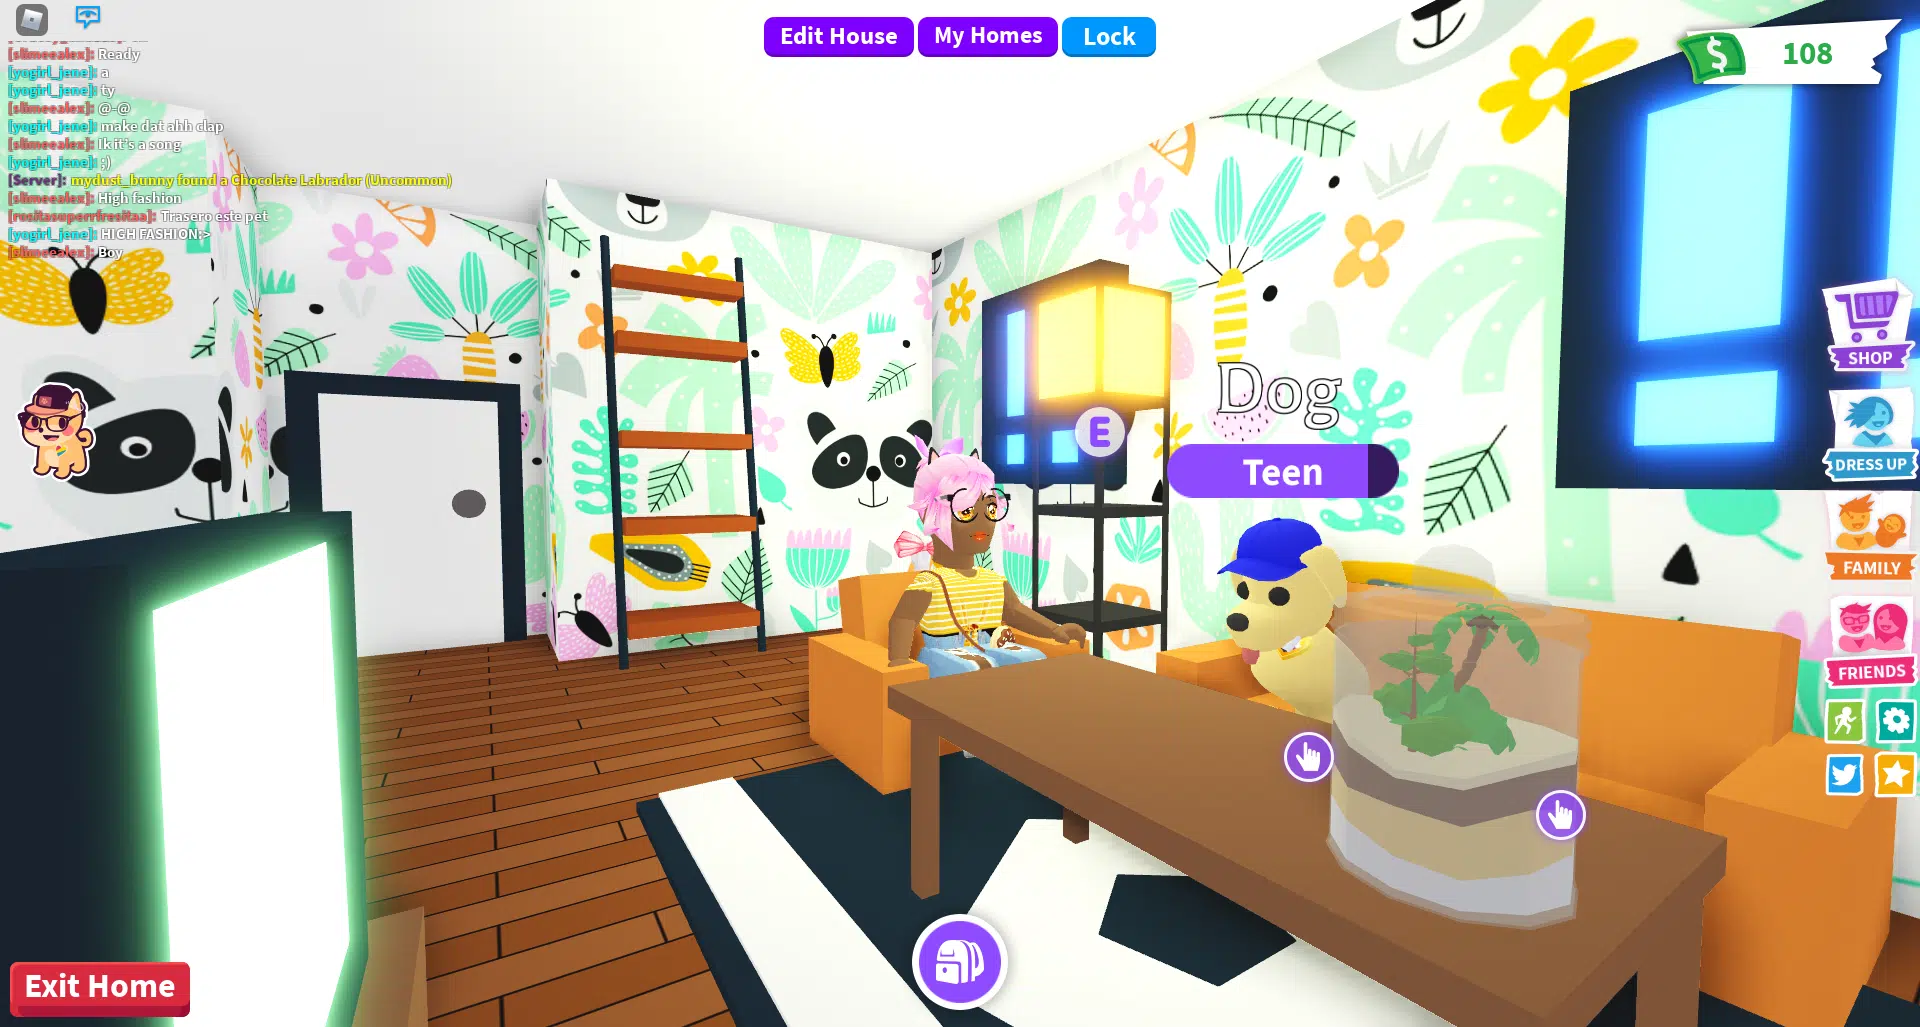 [slimeealex]: Ready
[yogirl_jene]: a
[yogirl_jene]: ty
[slimeealex]: @-@
[yogirl_jene]: make dat ahh clap
[slimeealex]: Ik it's a song
[yogirl_jene]: ;)
[Server]: mydust_bunny found a Chocolate Labrador (Uncommon)
[slimeealex]: High fashion
[rositasuperrfresitaa]: Trasero este pet
[yogirl_jene]: HIGH FASHION:>
[slimeealex]: Boy
Edit House
My Homes
Lock
108
E
Dog
Teen
SHOP
DRESS UP
FAMILY
FRIENDS
Exit Home